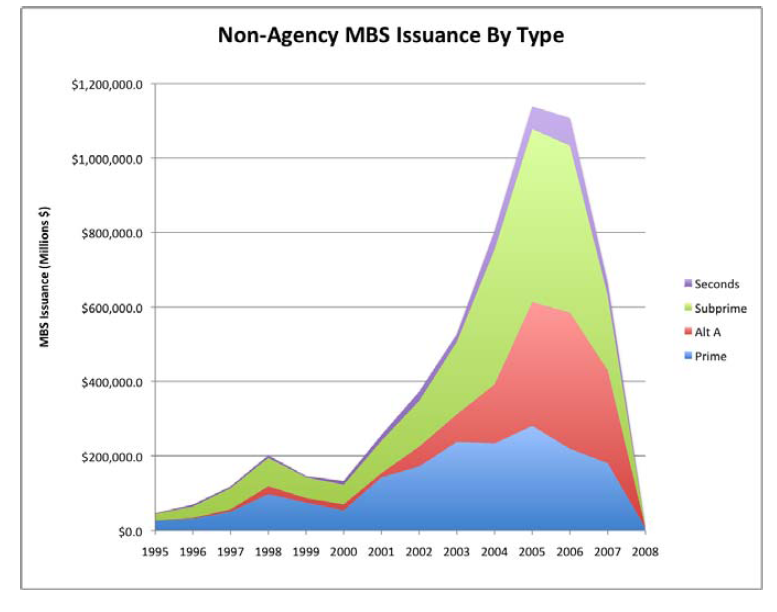 Non-Agency MBS Issuance By Type
MBS Issuance (Millions $)
$1,200,000.0
$1,000,000.0
$800,000.0
$600,000.0
$400,000.0
$200,000.0
$0.0
1995 1996 1997 1998 1999 2000 2001 2002 2003 2004 2005 2006 2007 2008
Seconds
Subprime
Alt A
Prime